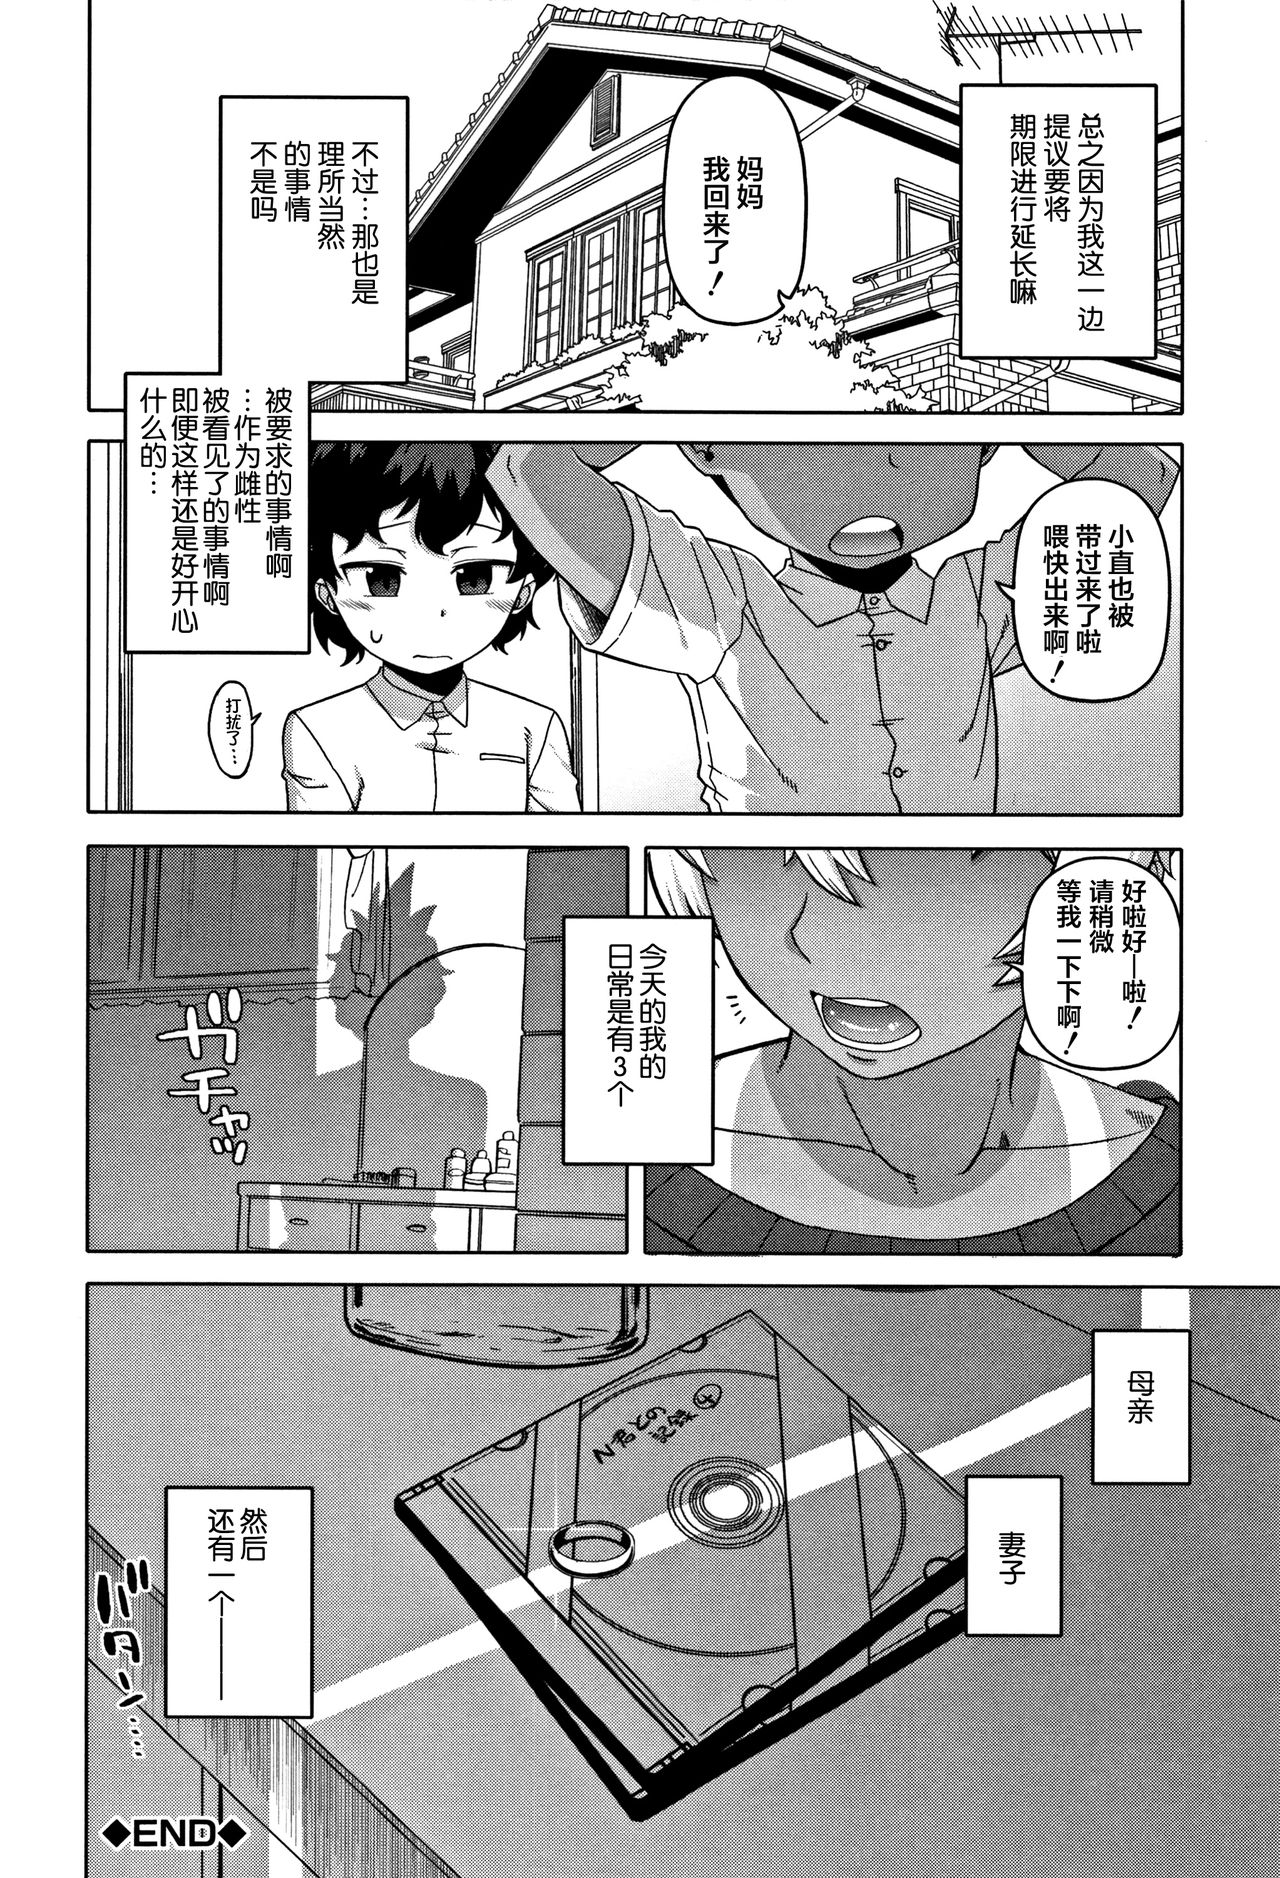 总之因为我这一边
提议要将
期限进行延长嘛
妈妈
我回来了！
不过…那也是
理所当然
的事情
不是吗
被要求的事情啊
…作为雌性
被看见了的事情啊
即便这样还是好开心
什么的…
小直也被
带过来了啦
喂快出来啊！
打扰了…
好啦好—啦！
请稍微
等我一下下啊！
今天的我的
日常是有3个
ガチャッ
母亲
妻子
N君との
記録④
然后
还有一个——
バタン……
◆END◆